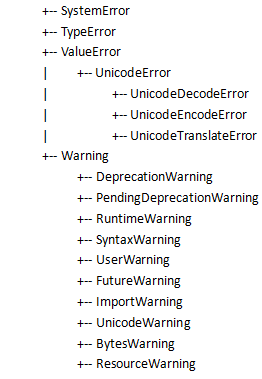 +-- SystemError
+-- TypeError
+-- ValueError
|    +-- UnicodeError
|         +-- UnicodeDecodeError
|         +-- UnicodeEncodeError
|         +-- UnicodeTranslateError
+-- Warning
     +-- DeprecationWarning
     +-- PendingDeprecationWarning
     +-- RuntimeWarning
     +-- SyntaxWarning
     +-- UserWarning
     +-- FutureWarning
     +-- ImportWarning
     +-- UnicodeWarning
     +-- BytesWarning
     +-- ResourceWarning